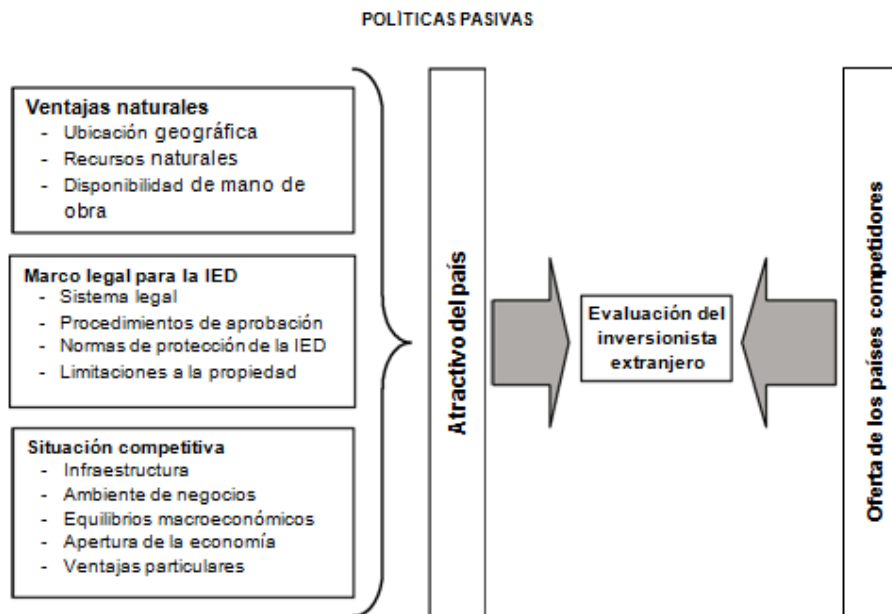 POLÌTICAS PASIVAS
Ventajas naturales
- Ubicación geográfica
- Recursos naturales
- Disponibilidad de mano de
obra
Marco legal para la IED
- Sistema legal
- Procedimientos de aprobación
- Normas de protección de la IED
- Limitaciones a la propiedad
Situación competitiva
- Infraestructura
- Ambiente de negocios
- Equilibrios macroeconómicos
- Apertura de la economía
- Ventajas particulares
Atractivo del país
Evaluación del
inversionista
extranjero
Oferta de los países competidores